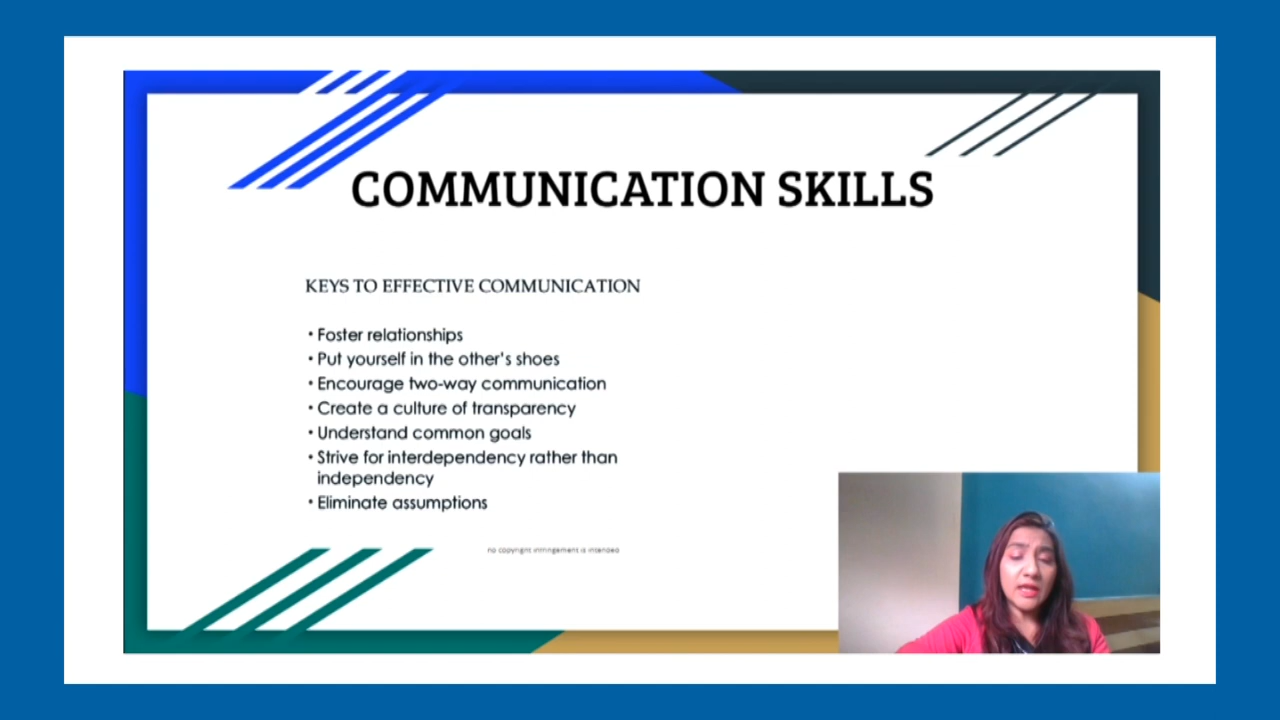 COMMUNICATION SKILLS
KEYS TO EFFECTIVE COMMUNICATION
• Foster relationships
• Put yourself in the other's shoes
• Encourage two-way communication
• Create a culture of transparency
• Understand common goals
• Strive for interdependency rather than
independency
• Eliminate assumptions
no copyright infringement is intended